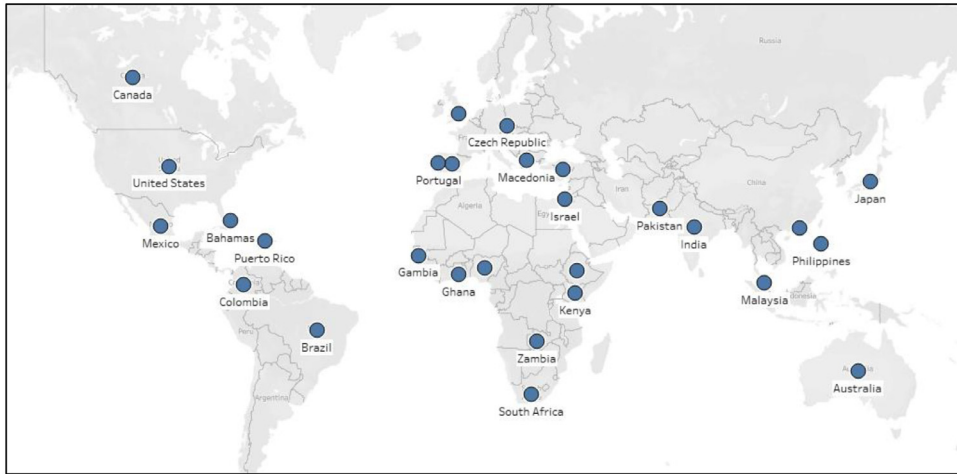 Russia
Canada
Czech Republic
United States
Portugal
Macedonia
China
Japan
Algeria
Iran
Israel
Pakistan
India
Mexico
Bahamas
Puerto Rico
Philippines
Gambia
Ghana
Colombia
Kenya
Malaysia
Peru
Brazil
Zambia
Australia
Argentina
South Africa